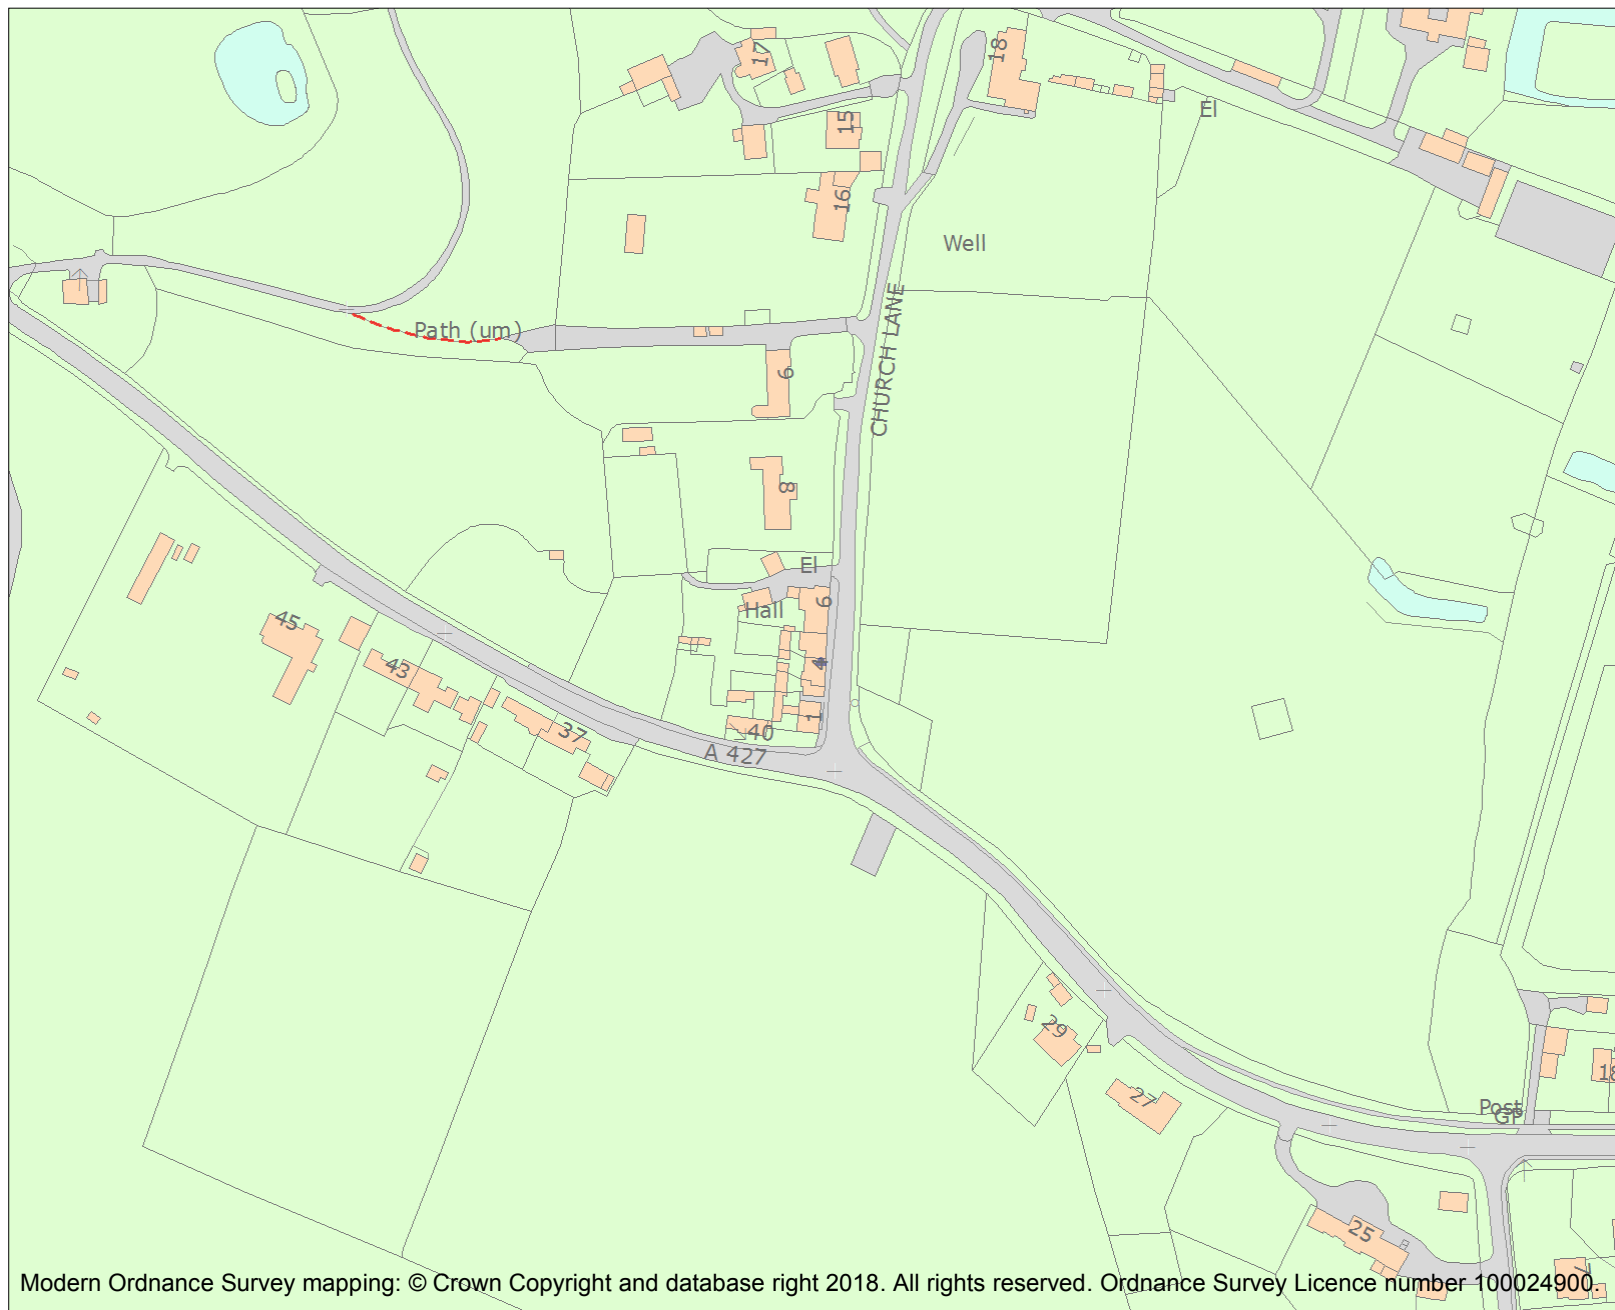 17
18
El
15
16
Well
CHURCH LANE
Path (um)
6
8
El
Hall
6
45
43
4
1
37
40
A 427
29
27
18
Post
GP
25
7
Modern Ordnance Survey mapping: © Crown Copyright and database right 2018. All rights reserved. Ordnance Survey Licence number 100024900.